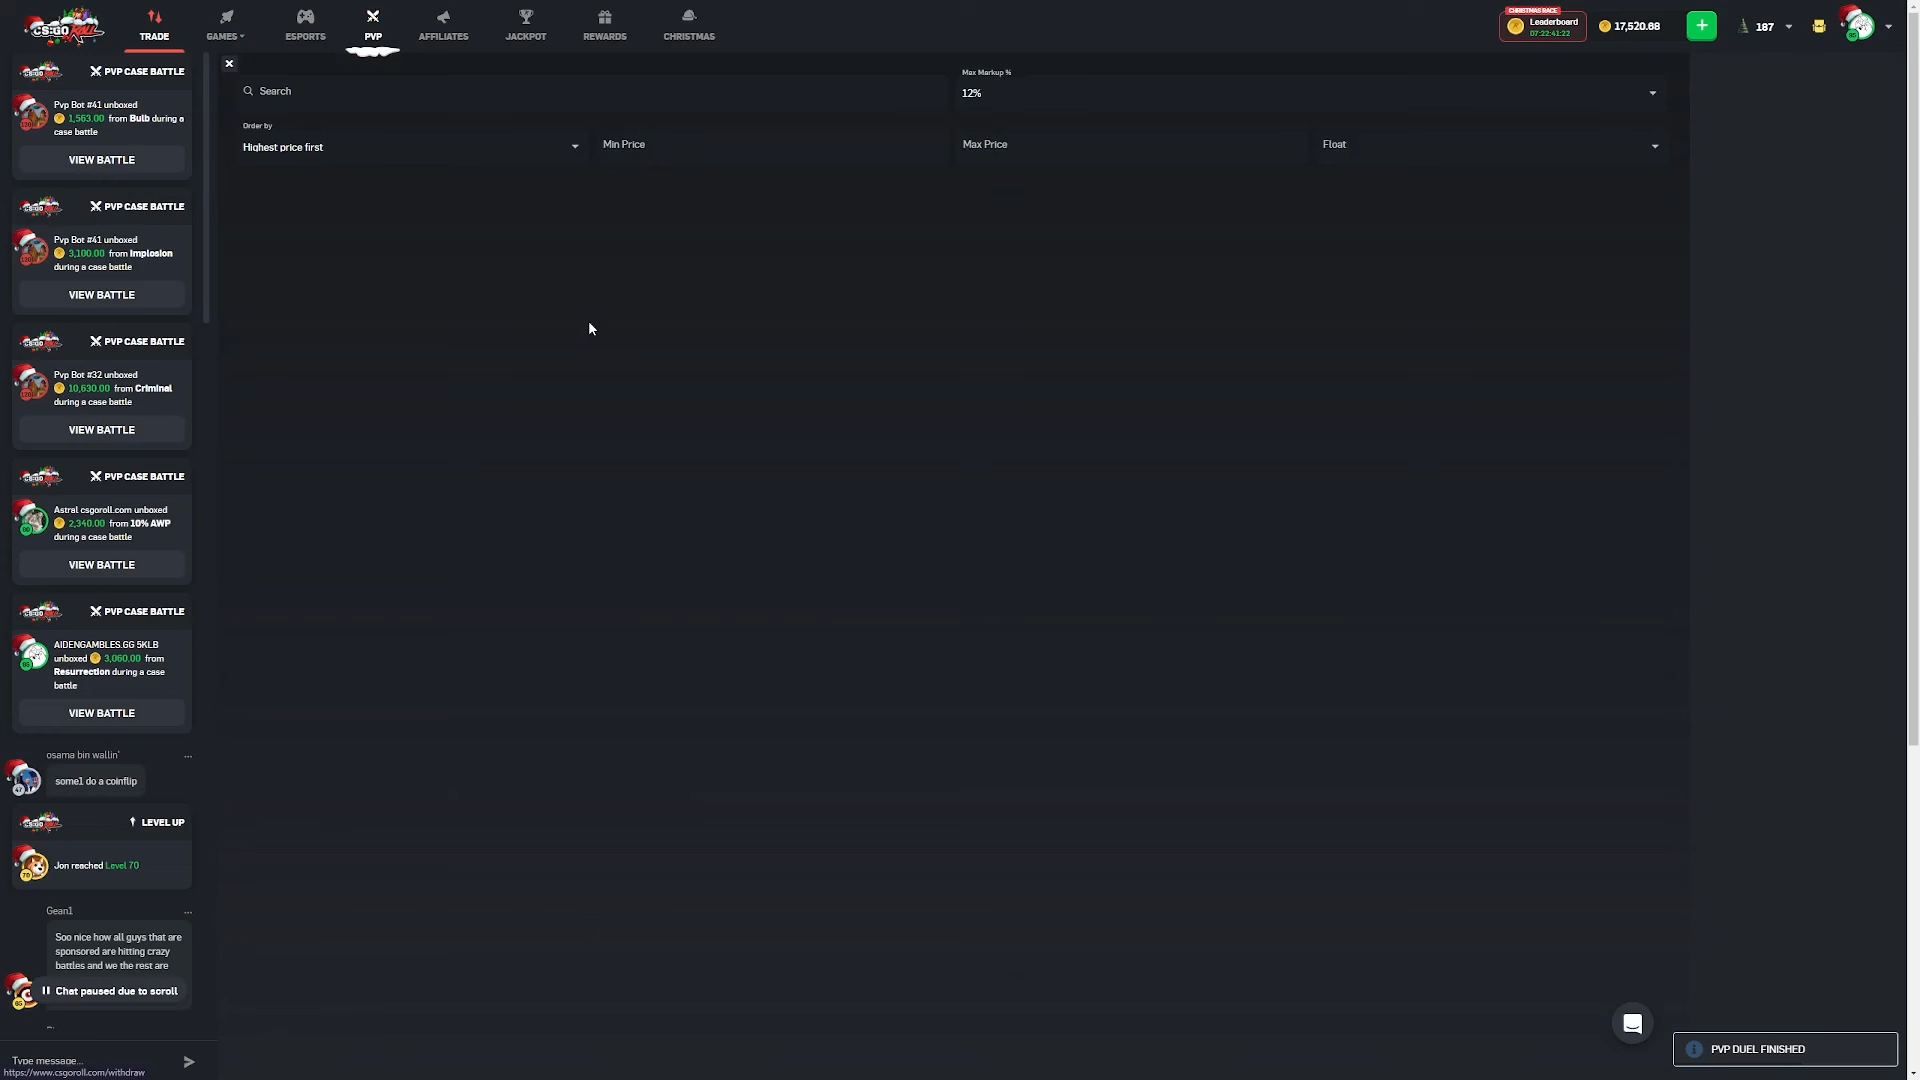 CS:GO ROLL
TRADE
GAMES
ESPORTS
PVP
AFFILIATES
JACKPOT
REWARDS
CHRISTMAS
CHRISTMAS RACE
Leaderboard
07:22:41:22
17,520.68
187
PVP CASE BATTLE
Pvp Bot #41 unboxed
1,563.00 from Bulb during a
case battle
VIEW BATTLE
PVP CASE BATTLE
Pvp Bot #41 unboxed
3,100.00 from Implosion
during a case battle
VIEW BATTLE
PVP CASE BATTLE
Pvp Bot #32 unboxed
10,630.00 from Criminal
during a case battle
VIEW BATTLE
PVP CASE BATTLE
Astral csgoroll.com unboxed
2,340.00 from 10% AWP
during a case battle
VIEW BATTLE
PVP CASE BATTLE
AIDENGAMBLES.GG 5KLB
unboxed 3,060.00 from
Resurrection during a case
battle
VIEW BATTLE
osama bin wallin'
some1 do a coinflip
47
LEVEL UP
Jon reached Level 70
70
Gean1
Soo nice how all guys that are
sponsored are hitting crazy
battles and we the rest are
Chat paused due to scroll
65
Type message...
https://www.csgoroll.com/withdraw
Search
Max Markup %
12%
Order by
Highest price first
Min Price
Max Price
Float
PVP DUEL FINISHED